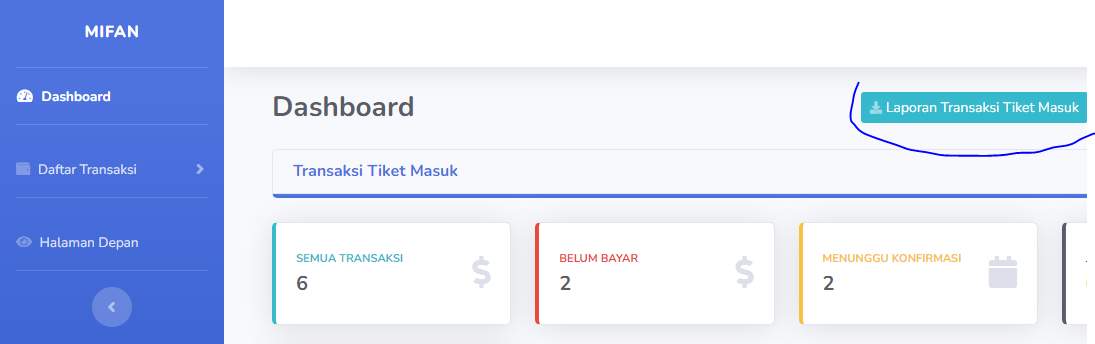 MIFAN
Dashboard
Daftar Transaksi
Halaman Depan
Dashboard
Laporan Transaksi Tiket Masuk
Transaksi Tiket Masuk
SEMUA TRANSAKSI
6
BELUM BAYAR
2
MENUNGGU KONFIRMASI
2